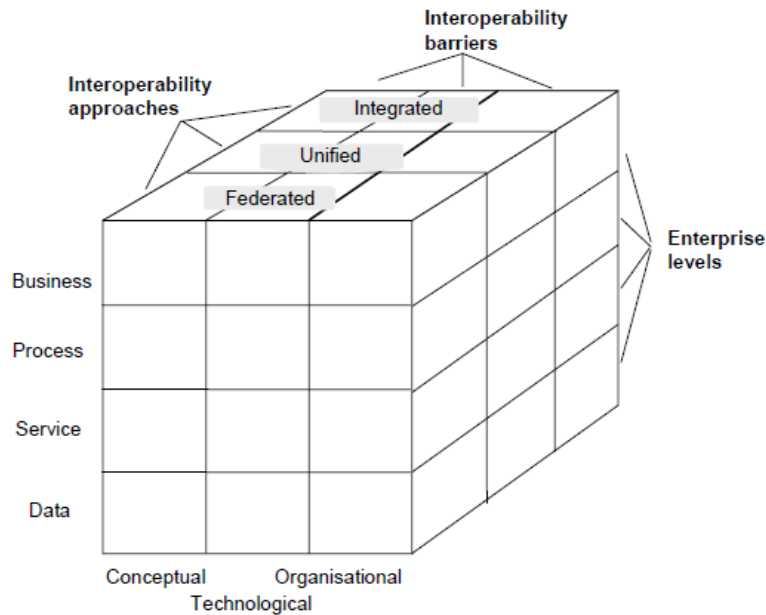 Interoperability
barriers
Interoperability
approaches
Integrated
Unified
Federated
Enterprise
levels
Business
Process
Service
Data
Conceptual
Organisational
Technological